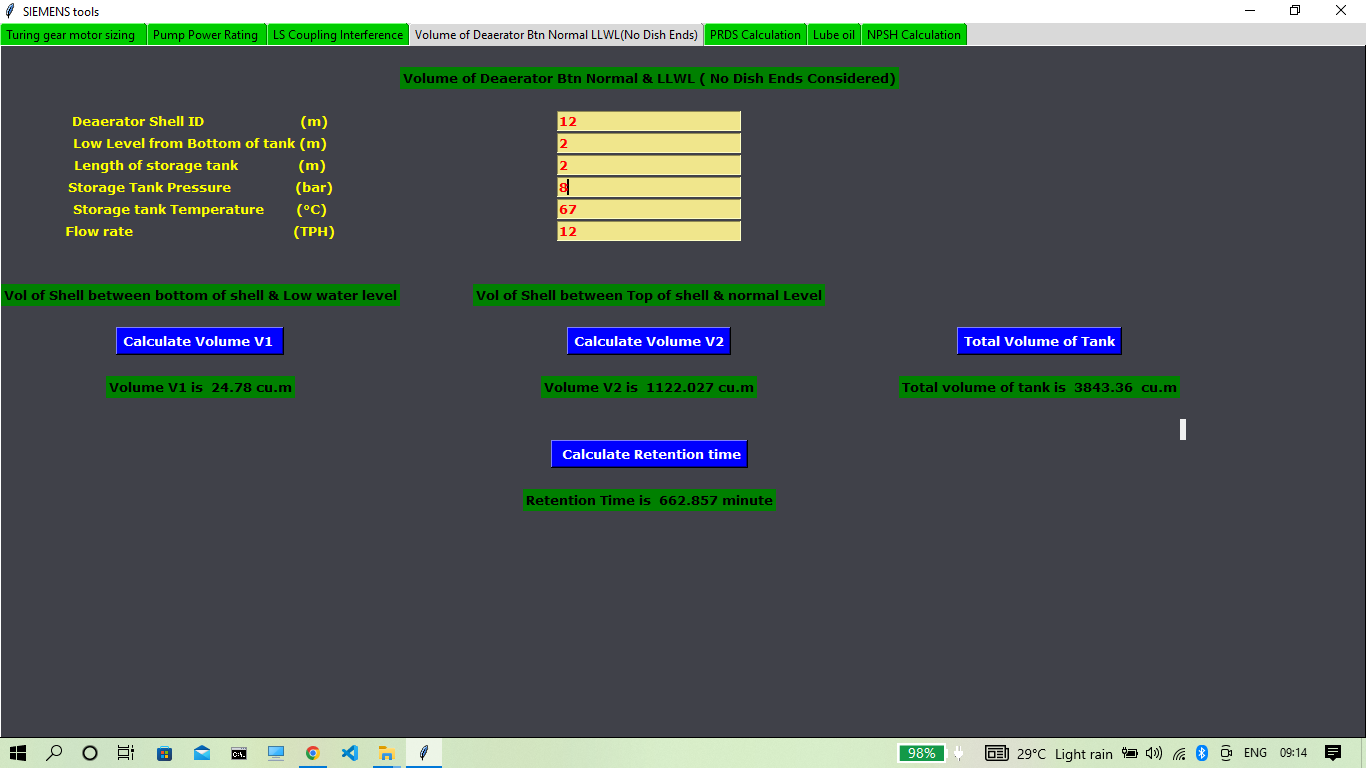 SIEMENS tools
Turing gear motor sizing Pump Power Rating LS Coupling Interference Volume of Deaerator Btn Normal LLWL(No Dish Ends) PRDS Calculation Lube oil NPSH Calculation
Volume of Deaerator Btn Normal & LLWL ( No Dish Ends Considered)
Deaerator Shell ID (m) 12
Low Level from Bottom of tank (m) 2
Length of storage tank (m) 2
Storage Tank Pressure (bar) 8
Storage tank Temperature (°C) 67
Flow rate (TPH) 12
Vol of Shell between bottom of shell & Low water level Vol of Shell between Top of shell & normal Level
Calculate Volume V1 Calculate Volume V2 Total Volume of Tank
Volume V1 is 24.78 cu.m Volume V2 is 1122.027 cu.m Total volume of tank is 3843.36 cu.m
Calculate Retention time
Retention Time is 662.857 minute
98% 29°C Light rain ENG 09:14